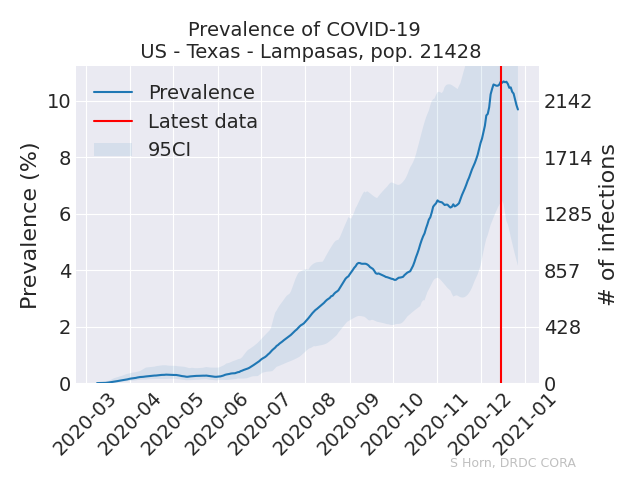 Prevalence of COVID-19
US - Texas - Lampasas, pop. 21428
Prevalence
Latest data
95CI
Prevalence (%)
10
8
6
4
2
0
2142
1714
1285
857
428
0
# of infections
2020-03
2020-04
2020-05
2020-06
2020-07
2020-08
2020-09
2020-10
2020-11
2020-12
2021-01
S Horn, DRDC CORA